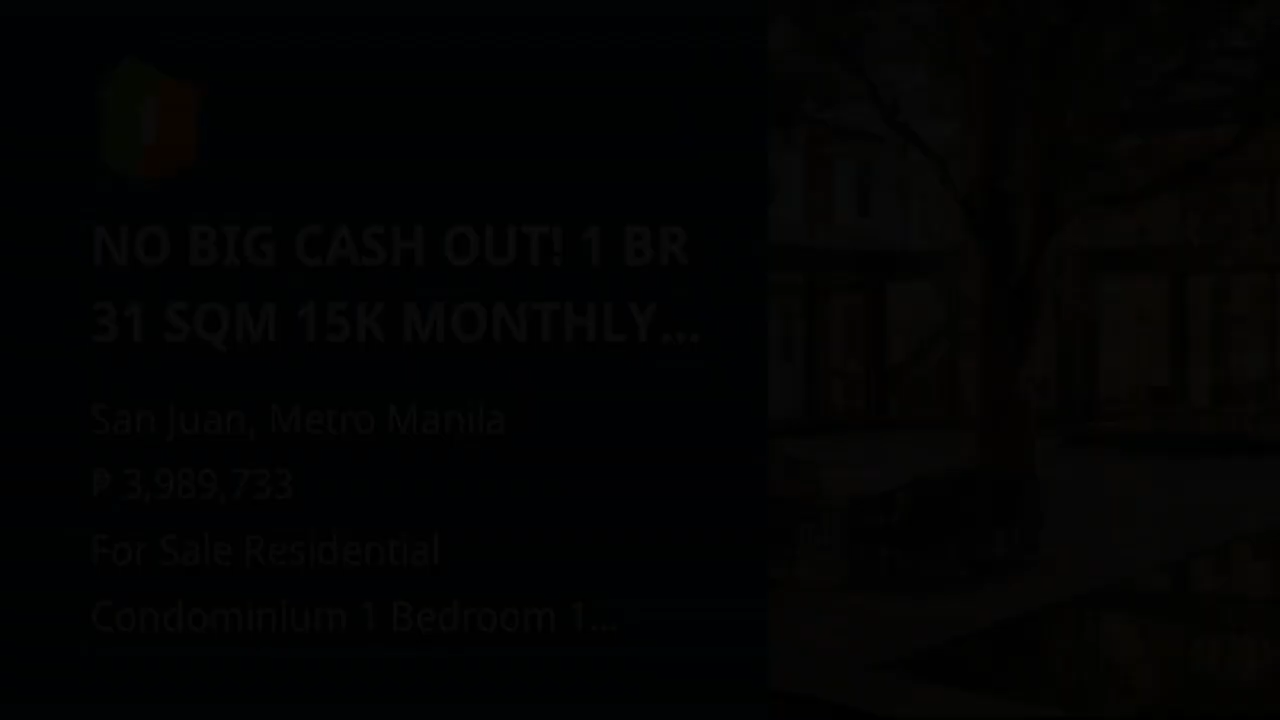 NO BIG CASH OUT! 1 BR
31 SQM 15K MONTHLY...
San Juan, Metro Manila
₱ 3,989,733
For Sale Residential
Condominium 1 Bedroom 1...